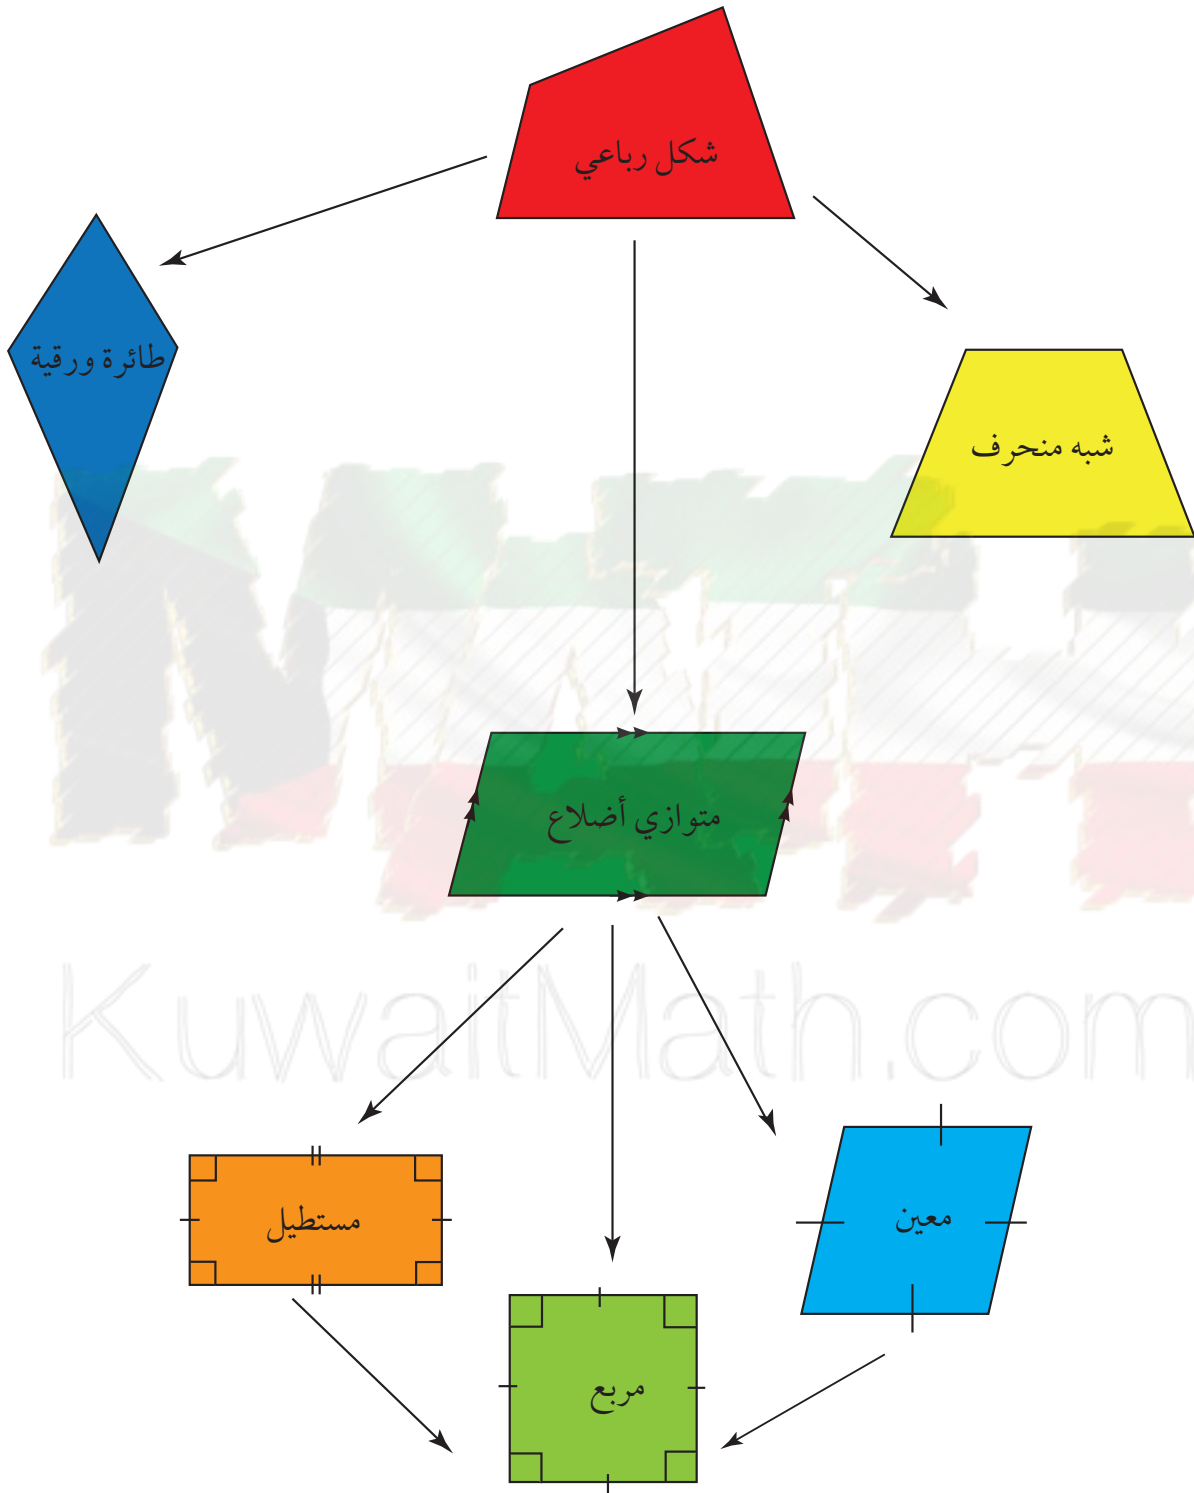 شكل رباعي
طائرة ورقية
شبه منحرف
متوازي أضلاع
KuwaitMath.com
مستطيل
معين
مربع